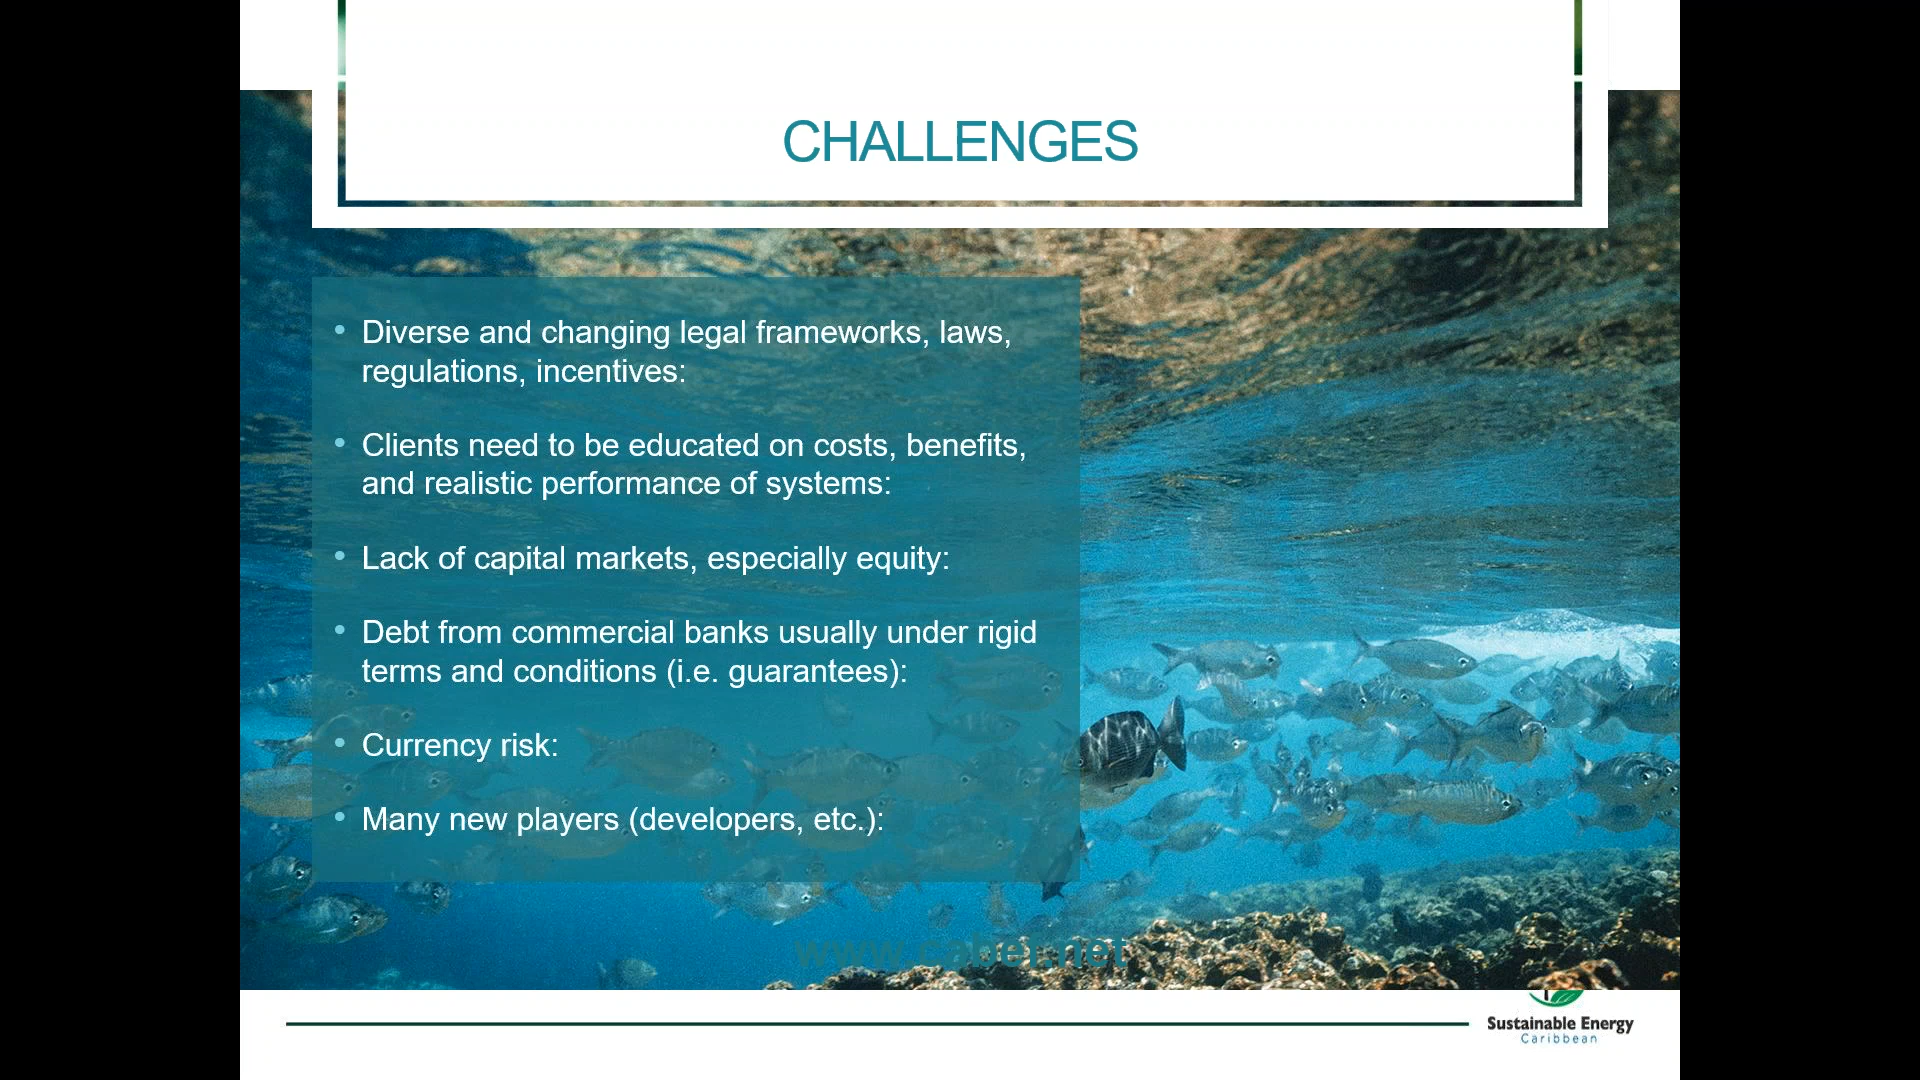 CHALLENGES
• Diverse and changing legal frameworks, laws,
regulations, incentives:
• Clients need to be educated on costs, benefits,
and realistic performance of systems:
• Lack of capital markets, especially equity:
• Debt from commercial banks usually under rigid
terms and conditions (i.e. guarantees):
• Currency risk:
• Many new players (developers, etc.):
www.caber.net
Sustainable Energy
Caribbean